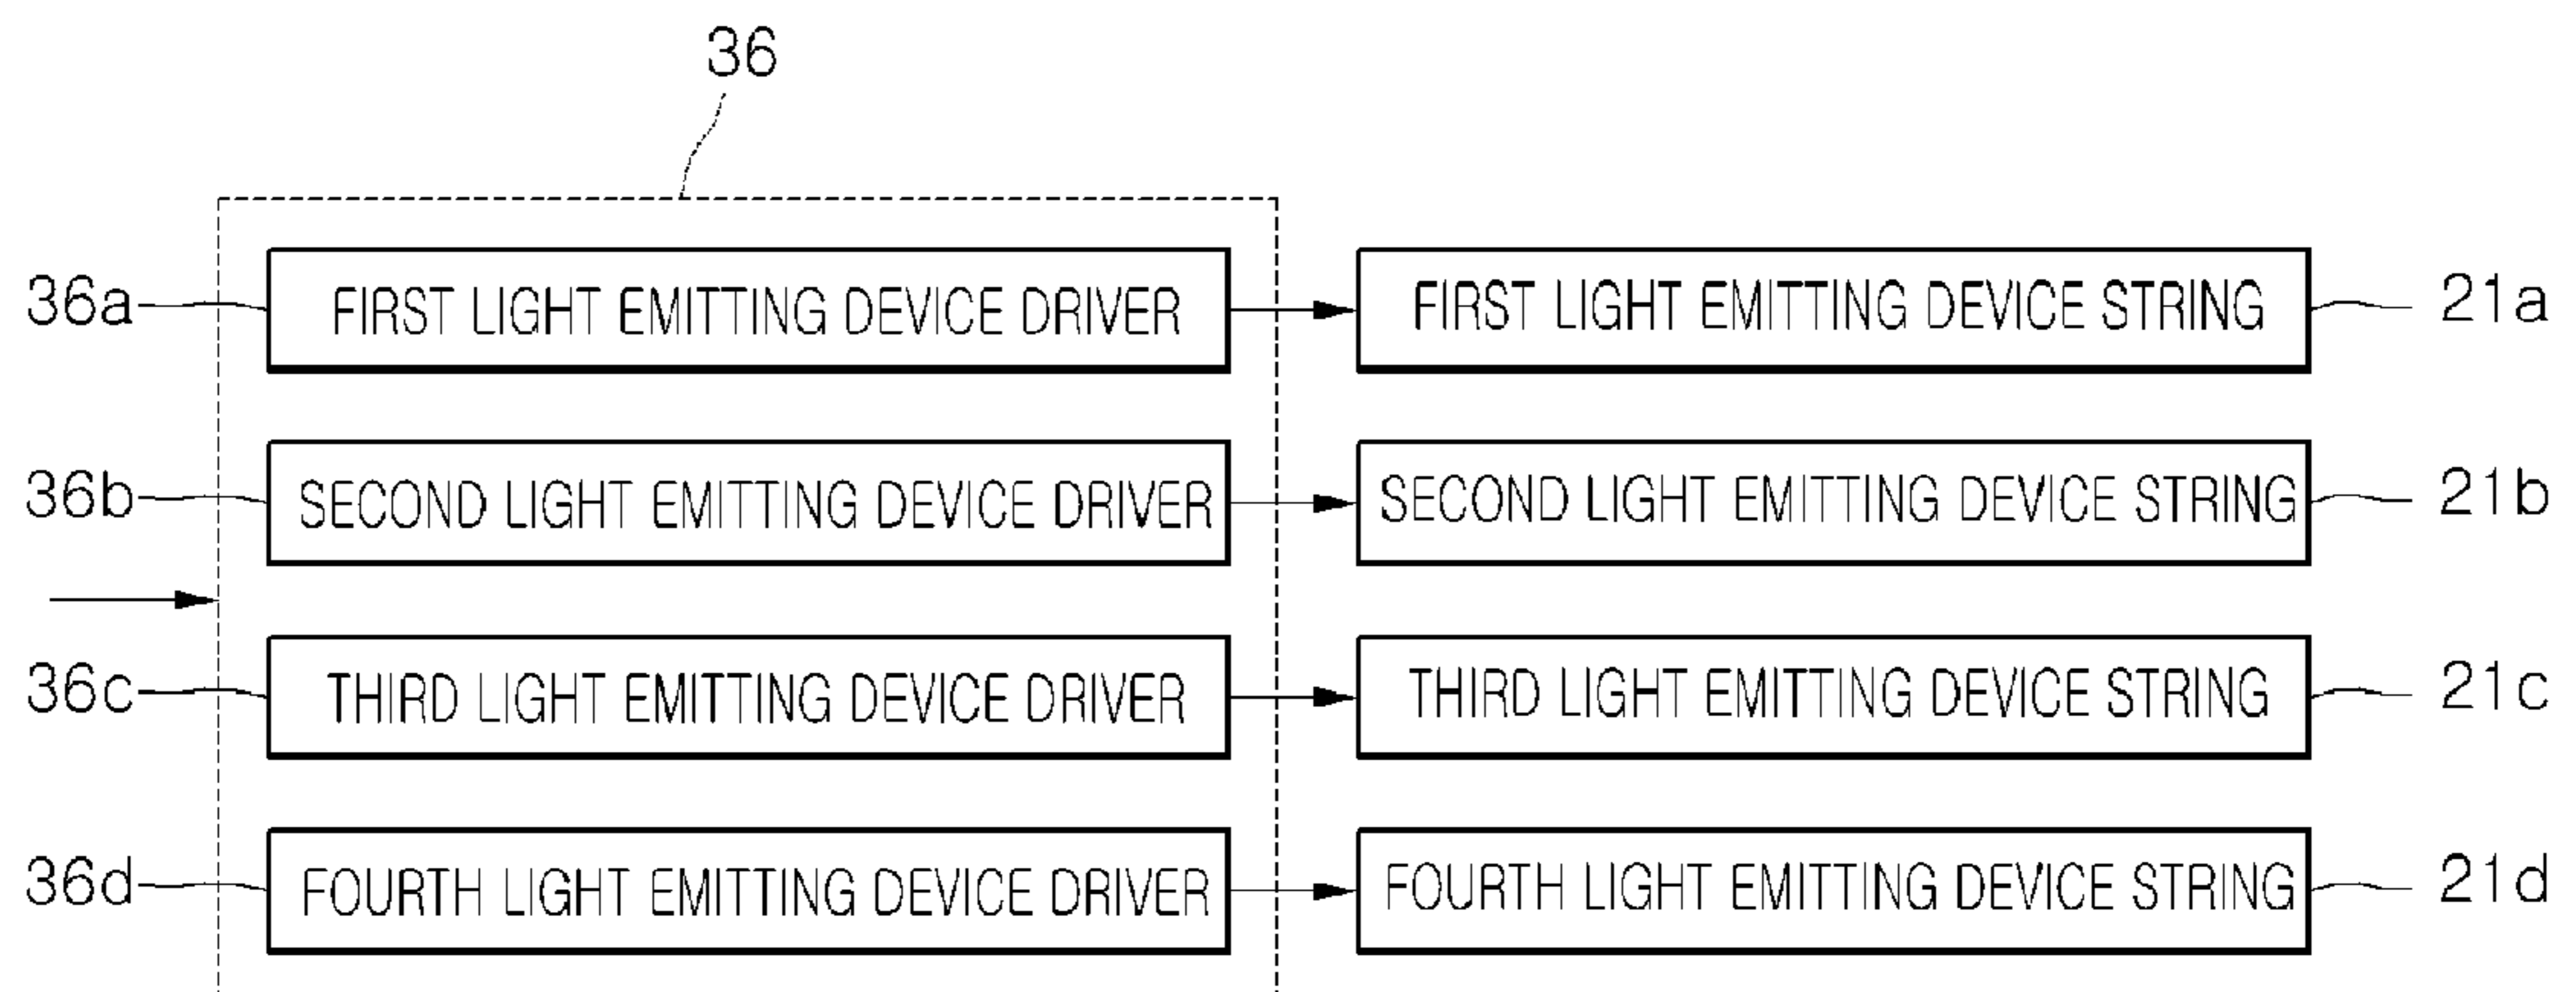 36
36a FIRST LIGHT EMITTING DEVICE DRIVER FIRST LIGHT EMITTING DEVICE STRING 21a
36b SECOND LIGHT EMITTING DEVICE DRIVER SECOND LIGHT EMITTING DEVICE STRING 21b
36c THIRD LIGHT EMITTING DEVICE DRIVER THIRD LIGHT EMITTING DEVICE STRING 21c
36d FOURTH LIGHT EMITTING DEVICE DRIVER FOURTH LIGHT EMITTING DEVICE STRING 21d